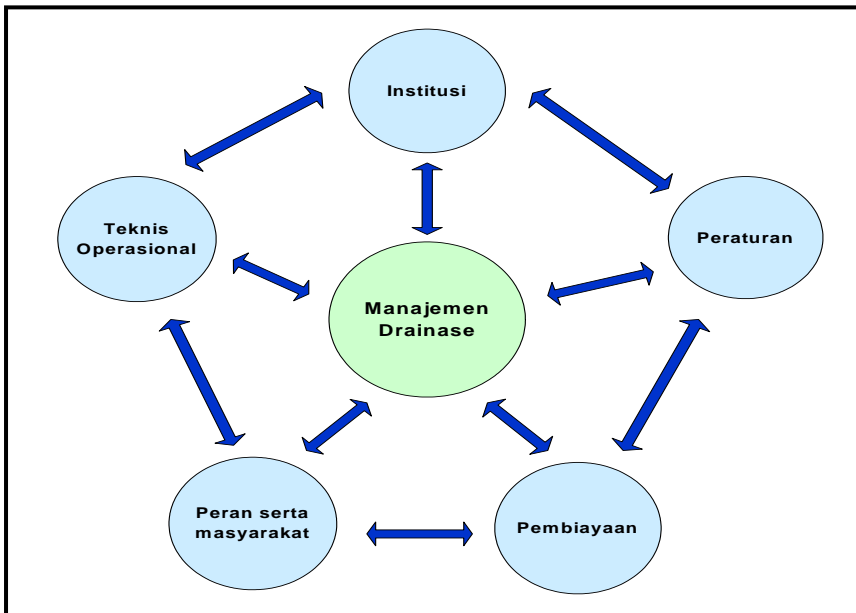 Institusi
Teknis
Operasional
Peraturan
Manajemen
Drainase
Peran serta
masyarakat
Pembiayaan